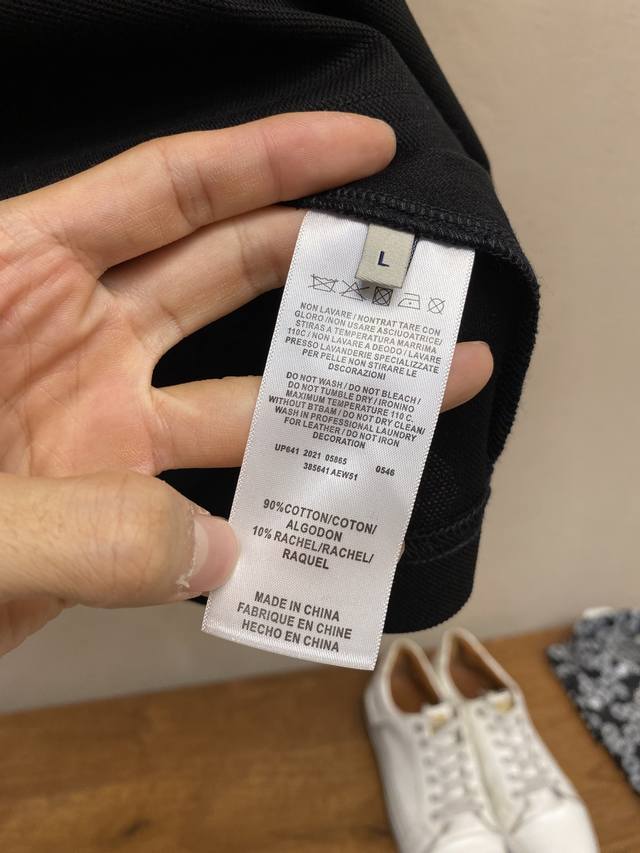 L
NON LAVARE / NONTRAT TARE CON
GLORO /NON USARE ASCIUOATRICE/
STIRAS A TEMPERATURA MARRIMA
110C / NON LAVARE A DEODO / LAVARE
PRESSO LAVANDERIE SPECIALIZZATE
PER PELLE NON STIRARE LE
DSCORAZIONI
DO NOT WASH / DO NOT BLEACH /
DO NOT TUMBLE DRY / IRONINO
MAXIMUM TEMPERATURE 110 C.
WITHOUT BTBAM / DO NOT DRY CLEAN/
WASH IN PROFESSIONAL LAUNDRY
FOR LEATHER / DO NOT IRON
DECORATION
UP641 2021 05865 0546
385641 AEW51
90%COTTON/COTON/
ALGODON
10% RACHEL/RACHEL/
RAQUEL
MADE IN CHINA
FABRIQUE EN CHINE
HECHO EN CHINA